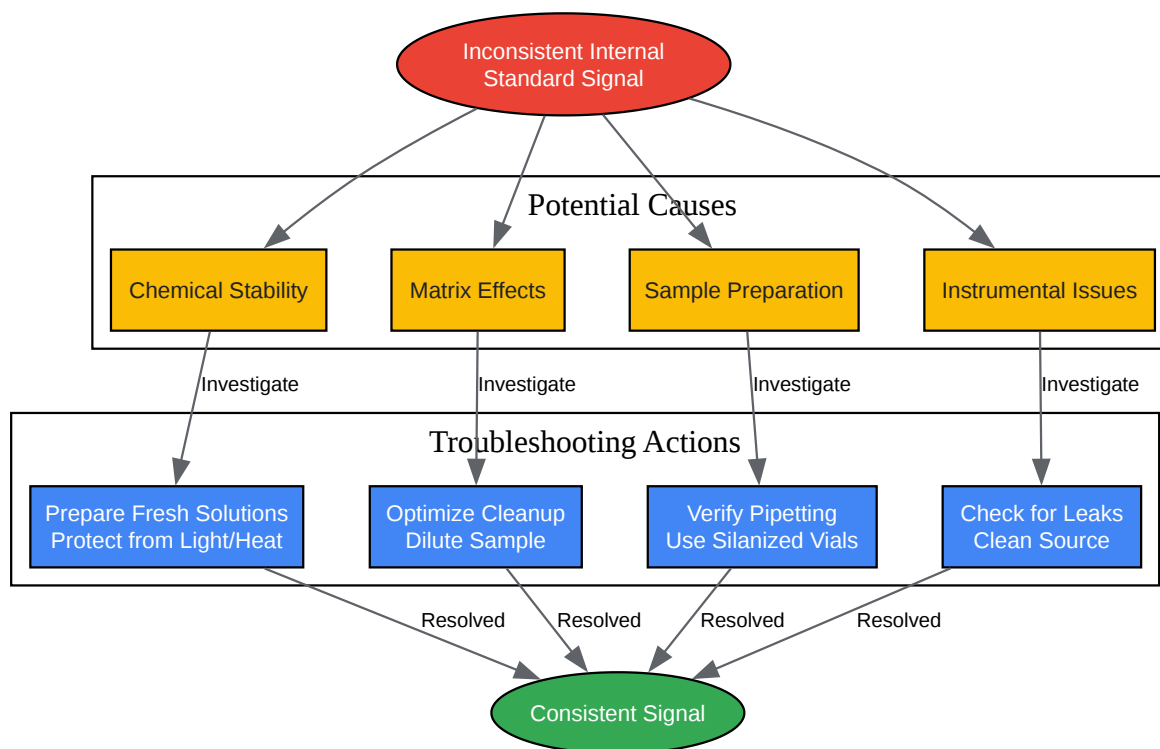 Inconsistent Internal
Standard Signal
Potential Causes
Chemical Stability
Matrix Effects
Sample Preparation
Instrumental Issues
Investigate
Investigate
Investigate
Investigate
Troubleshooting Actions
Prepare Fresh Solutions
Protect from Light/Heat
Optimize Cleanup
Dilute Sample
Verify Pipetting
Use Silanized Vials
Check for Leaks
Clean Source
Resolved
Resolved
Resolved
Resolved
Consistent Signal